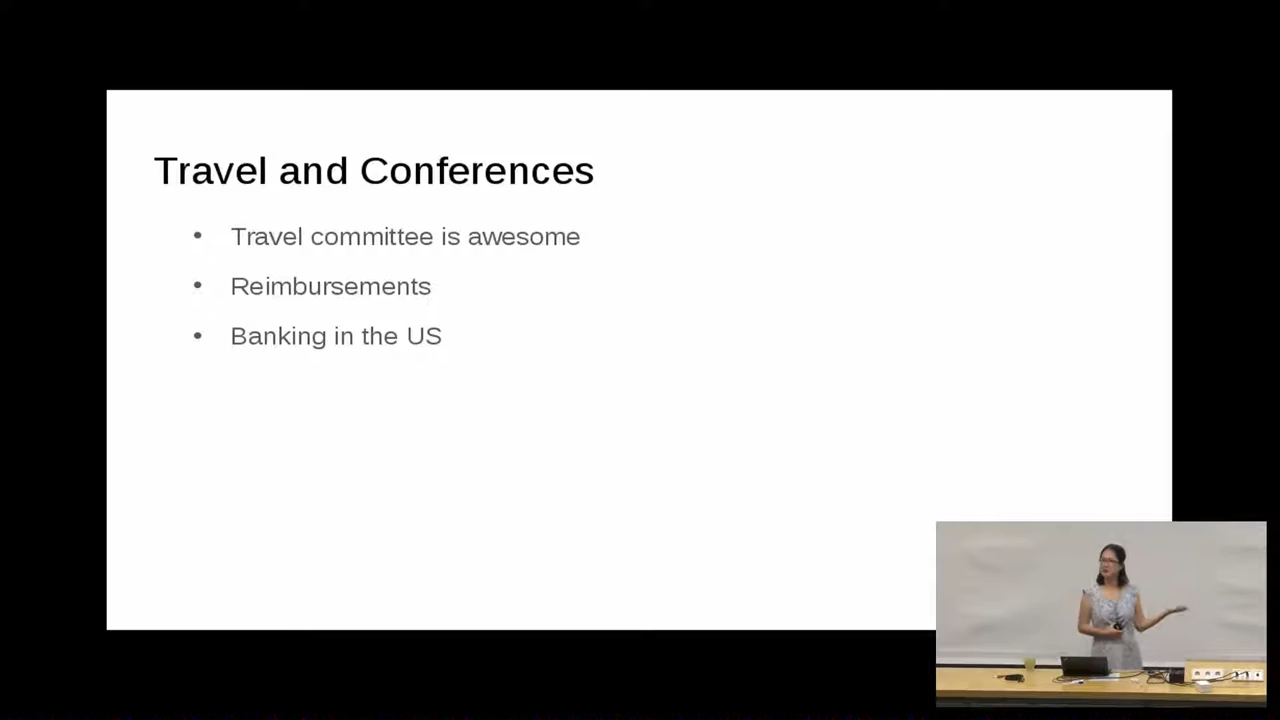 Travel and Conferences
• Travel committee is awesome
• Reimbursements
• Banking in the US